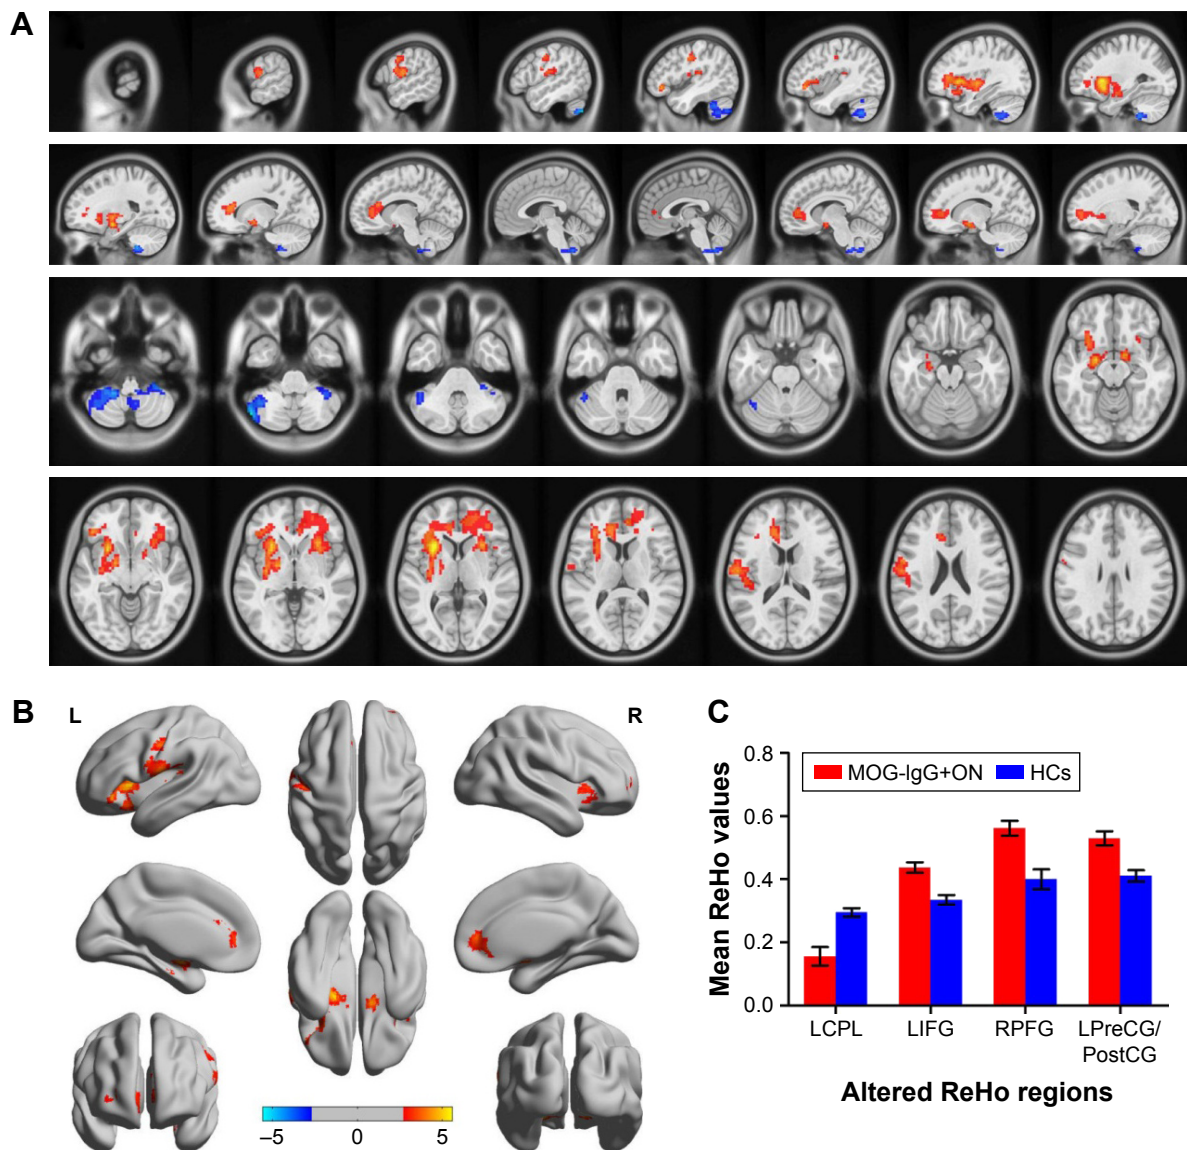 A
B
L
R
–5
0
5
C
Mean ReHo values
0.8
0.6
0.4
0.2
0.0
MOG-IgG+ON
HCs
LCPL
LIFG
RPFG
LPreCG/
PostCG
Altered ReHo regions